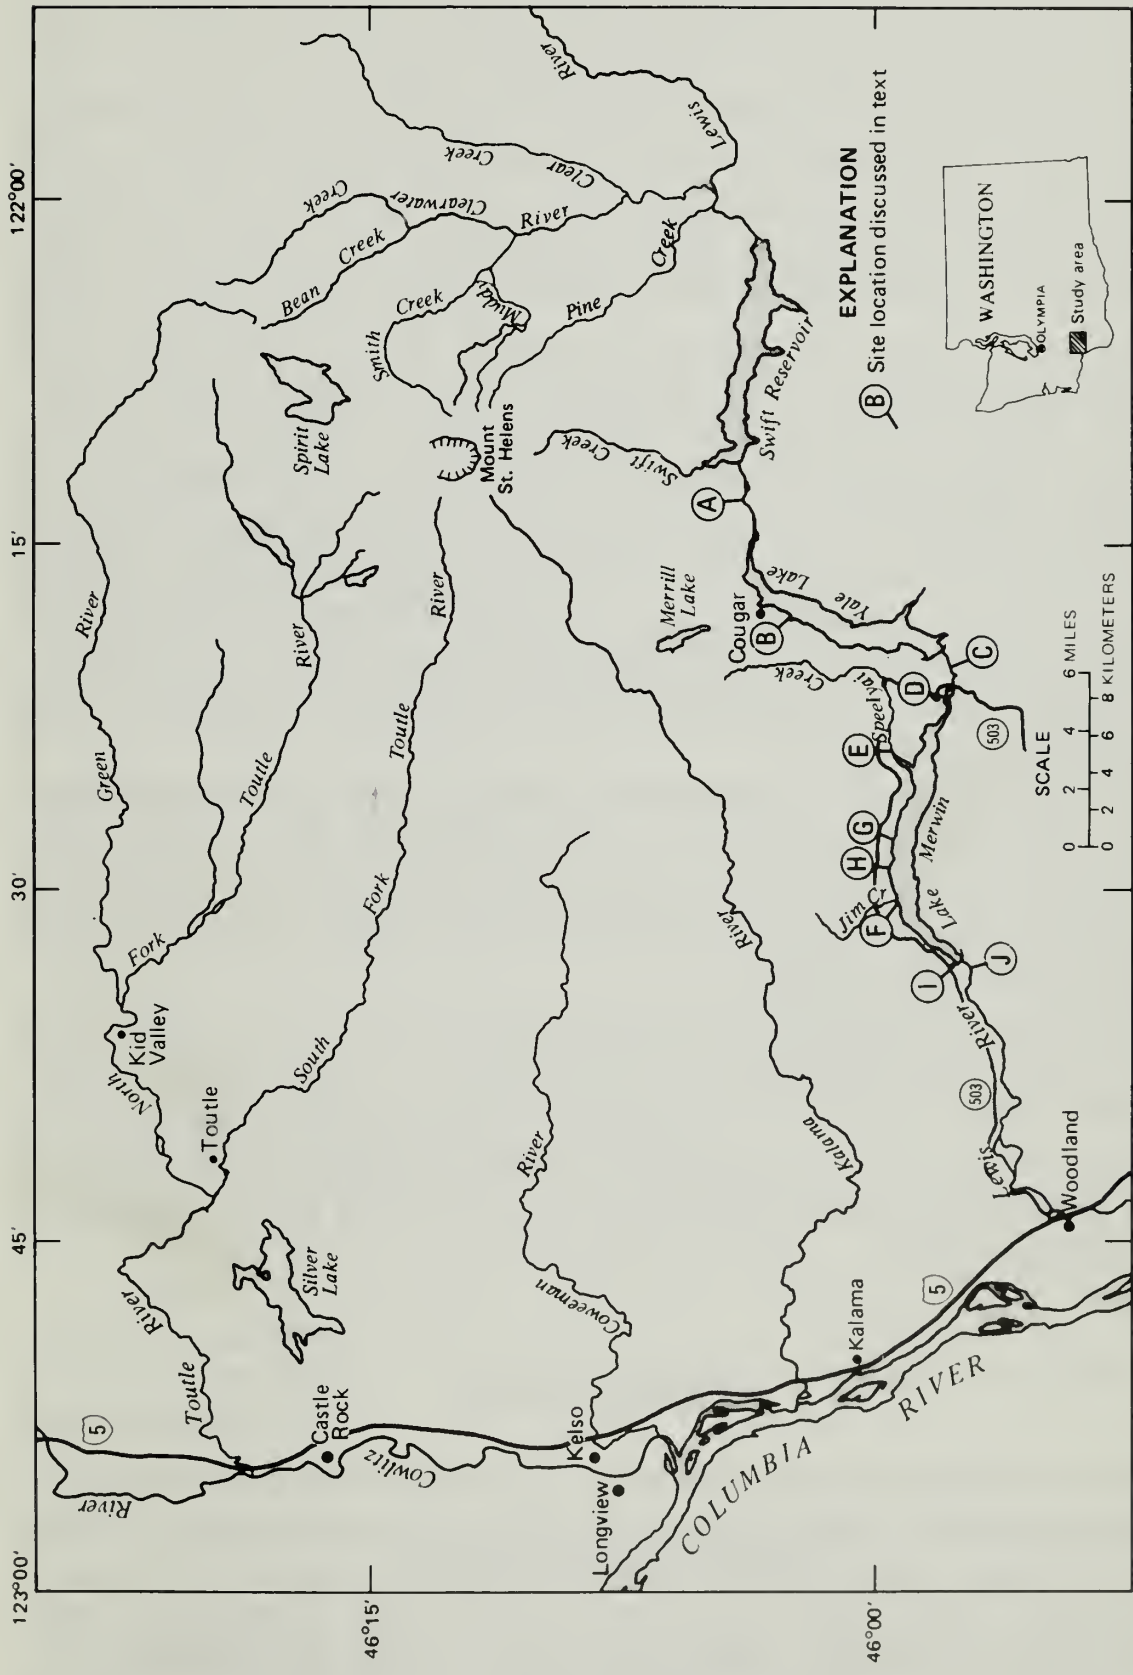 123°00'
45'
30'
15'
122°00'
46°15'
46°00'
River
5
Toutle
River
Castle
Rock
Cowlitz
Longview
Kelso
COLUMBIA
RIVER
Kalama
5
Woodland
Silver
Lake
Toutle
North
Kid
Valley
Fork
Toutle
River
Green
River
South
Fork
Toutle
River
Coweeman
River
Kalama
River
Spirit
Lake
Mount
St. Helens
Smith
Creek
Muddy
River
Bean
Creek
Clearwater
Creek
Clear
Creek
Pine
Creek
Lewis
River
Swift
Creek
Swift Reservoir
Merrill
Lake
Cougar
Yale
Lake
Speelyai
Creek
Jim Cr
Lake
Merwin
Lewis
River
503
503
A
B
C
D
E
F
G
H
I
J
EXPLANATION
B Site location discussed in text
WASHINGTON
OLYMPIA
Study area
SCALE
0 2 4 6 MILES
0 2 4 6 8 KILOMETERS